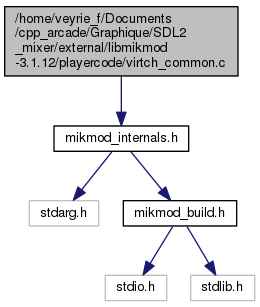 /home/veyrie_f/Documents
/cpp_arcade/Graphique/SDL2
_mixer/external/libmikmod
-3.1.12/playercode/virtch_common.c
mikmod_internals.h
stdarg.h
mikmod_build.h
stdio.h
stdlib.h